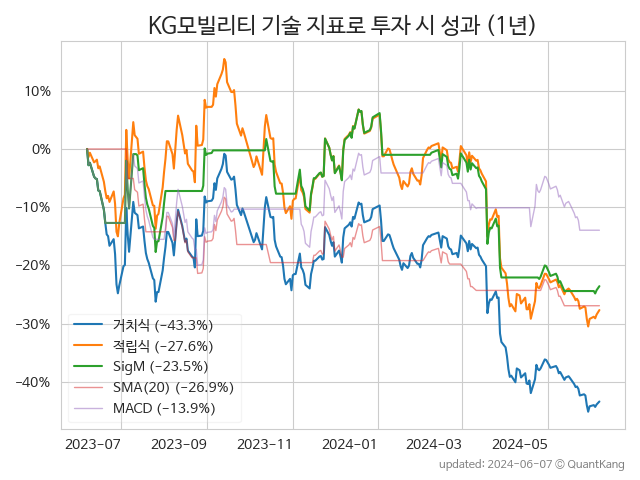 KG모빌리티 기술 지표로 투자 시 성과 (1년)
10%
0%
−10%
−20%
−30%
−40%
거치식 (−43.3%)
적립식 (−27.6%)
SigM (−23.5%)
SMA(20) (−26.9%)
MACD (−13.9%)
2023−07
2023−09
2023−11
2024−01
2024−03
2024−05
updated: 2024−06−07 © QuantKang